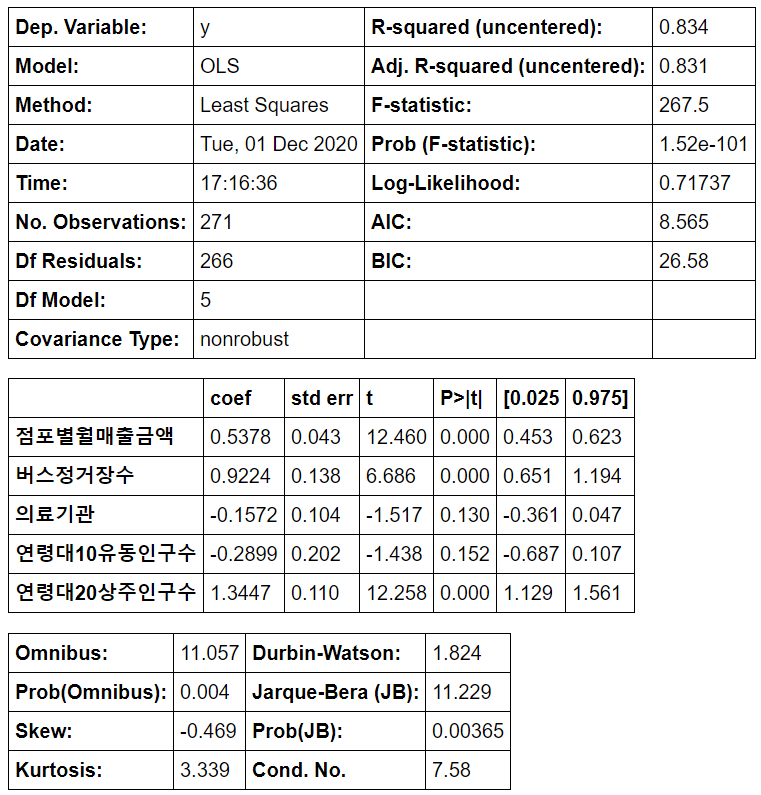 Dep. Variable: y R-squared (uncentered): 0.834
Model: OLS Adj. R-squared (uncentered): 0.831
Method: Least Squares F-statistic: 267.5
Date: Tue, 01 Dec 2020 Prob (F-statistic): 1.52e-101
Time: 17:16:36 Log-Likelihood: 0.71737
No. Observations: 271 AIC: 8.565
Df Residuals: 266 BIC: 26.58
Df Model: 5
Covariance Type: nonrobust
coef std err t P>|t| [0.025 0.975]
점포별월매출금액 0.5378 0.043 12.460 0.000 0.453 0.623
버스정거장수 0.9224 0.138 6.686 0.000 0.651 1.194
의료기관 -0.1572 0.104 -1.517 0.130 -0.361 0.047
연령대10유동인구수 -0.2899 0.202 -1.438 0.152 -0.687 0.107
연령대20상주인구수 1.3447 0.110 12.258 0.000 1.129 1.561
Omnibus: 11.057 Durbin-Watson: 1.824
Prob(Omnibus): 0.004 Jarque-Bera (JB): 11.229
Skew: -0.469 Prob(JB): 0.00365
Kurtosis: 3.339 Cond. No. 7.58